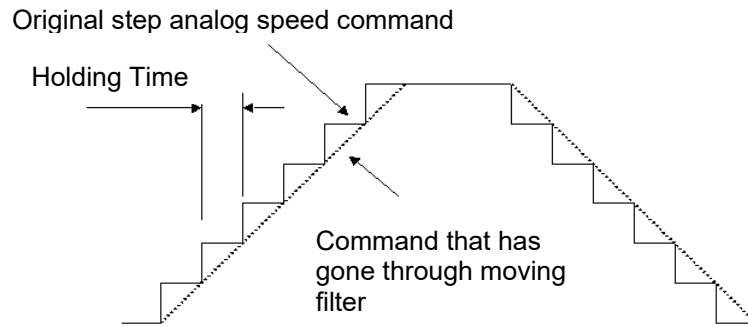 Original step analog speed command
Holding Time
Command that has
gone through moving
filter